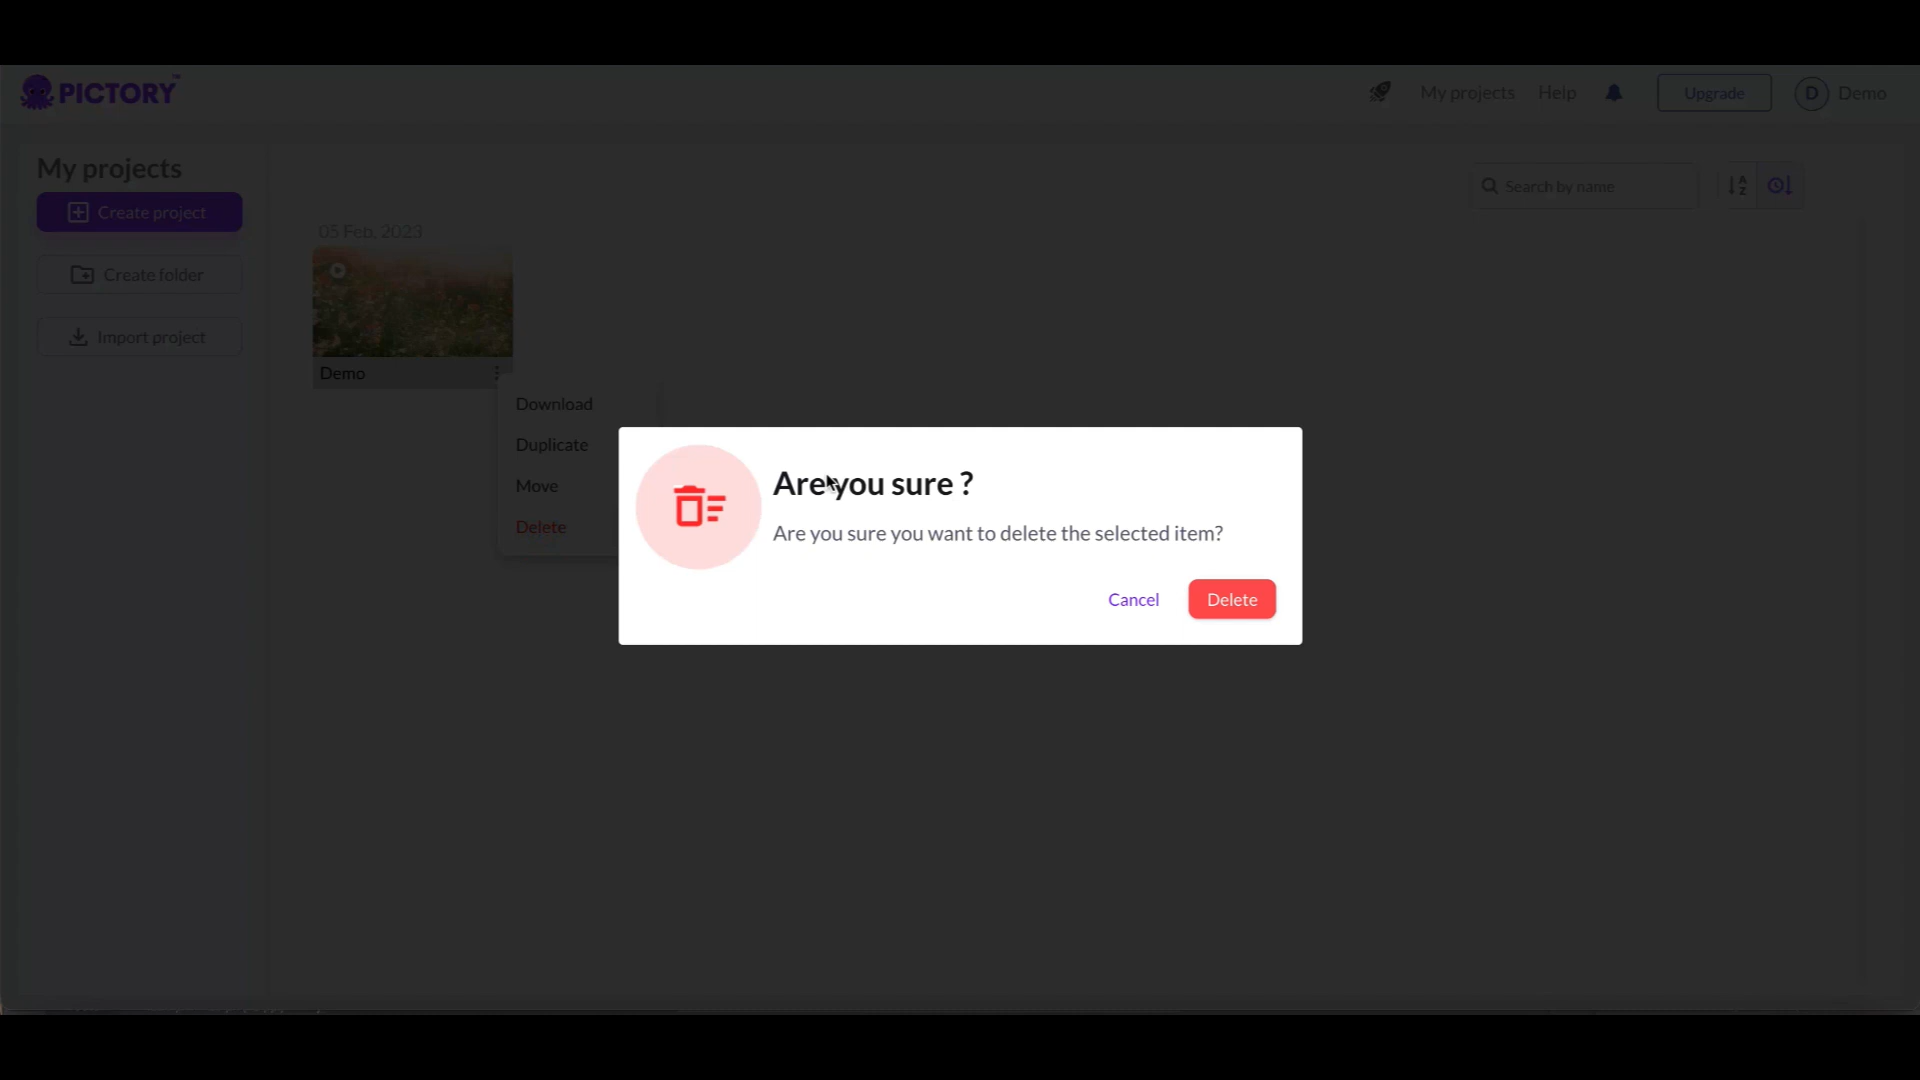 PICTORY™
My projects
Help
Upgrade
D
Demo
My projects
Create project
Create folder
Import project
Search by name
A
Z
05 Feb, 2023
Demo
Download
Duplicate
Move
Delete
Are you sure ?
Are you sure you want to delete the selected item?
Cancel
Delete